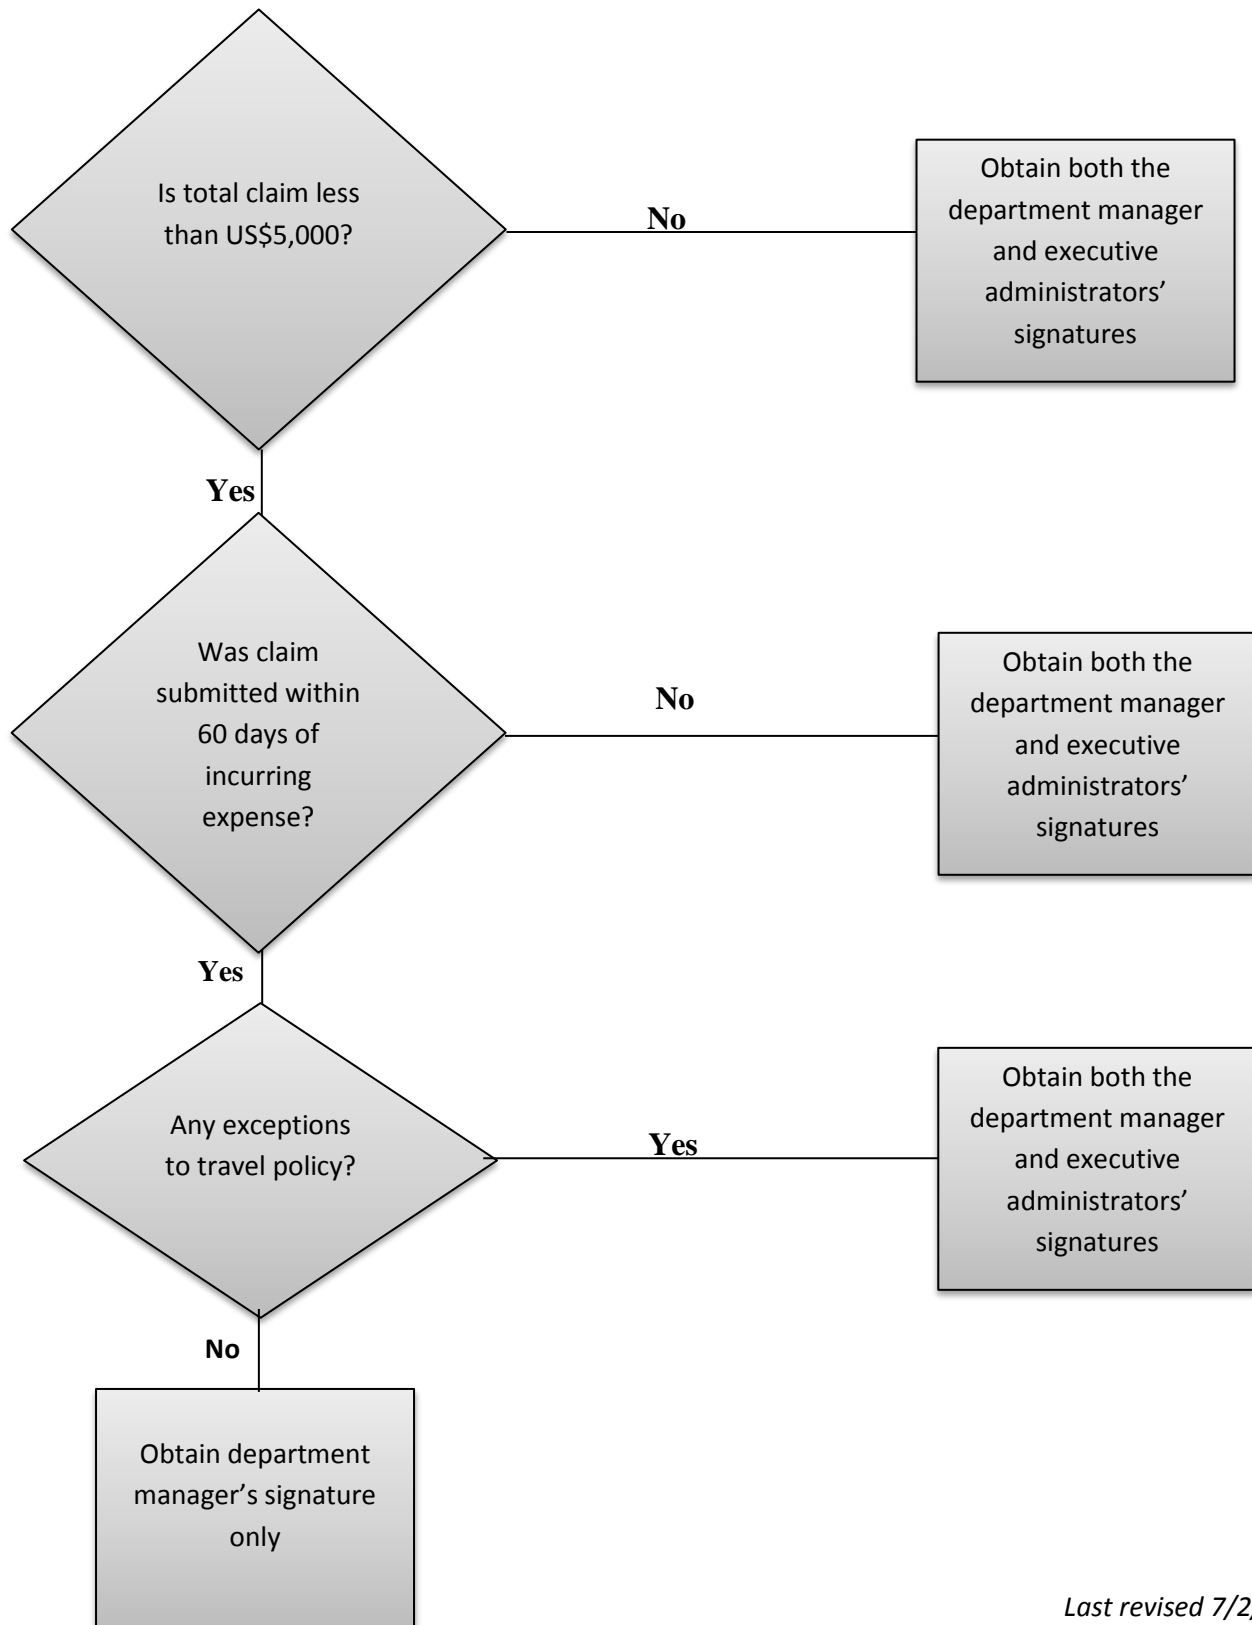 Is total claim less
than US$5,000?
No
Obtain both the
department manager
and executive
administrators’
signatures
Yes
Was claim
submitted within
60 days of
incurring
expense?
No
Obtain both the
department manager
and executive
administrators’
signatures
Yes
Any exceptions
to travel policy?
Yes
Obtain both the
department manager
and executive
administrators’
signatures
No
Obtain department
manager’s signature
only
Last revised 7/2/